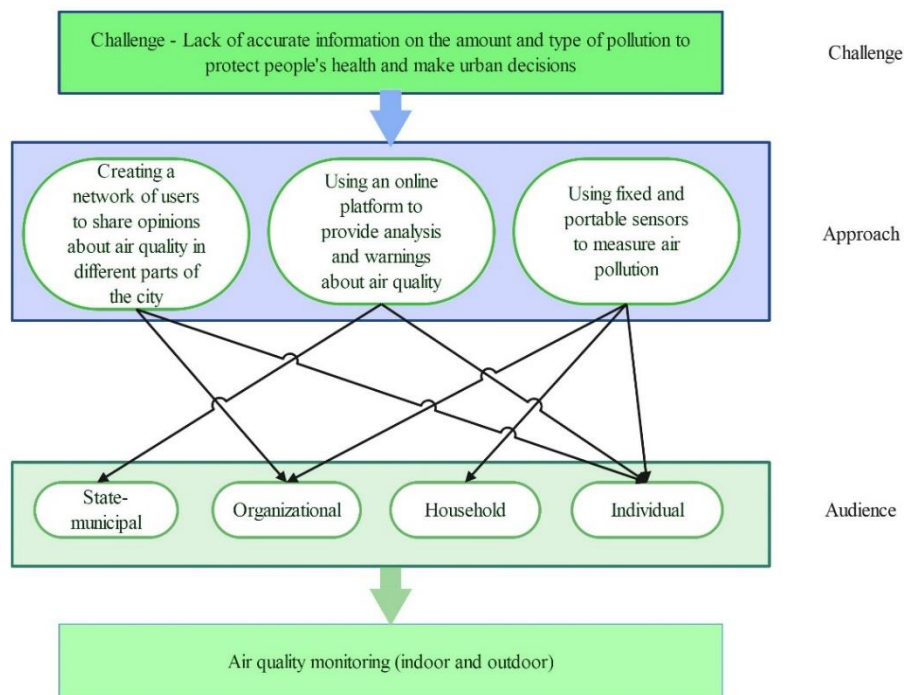 Challenge - Lack of accurate information on the amount and type of pollution to
protect people's health and make urban decisions
Challenge
Creating a
network of users
to share opinions
about air quality in
different parts of
the city
Using an online
platform to
provide analysis
and warnings
about air quality
Using fixed and
portable sensors
to measure air
pollution
Approach
State-
municipal
Organizational
Household
Individual
Audience
Air quality monitoring (indoor and outdoor)